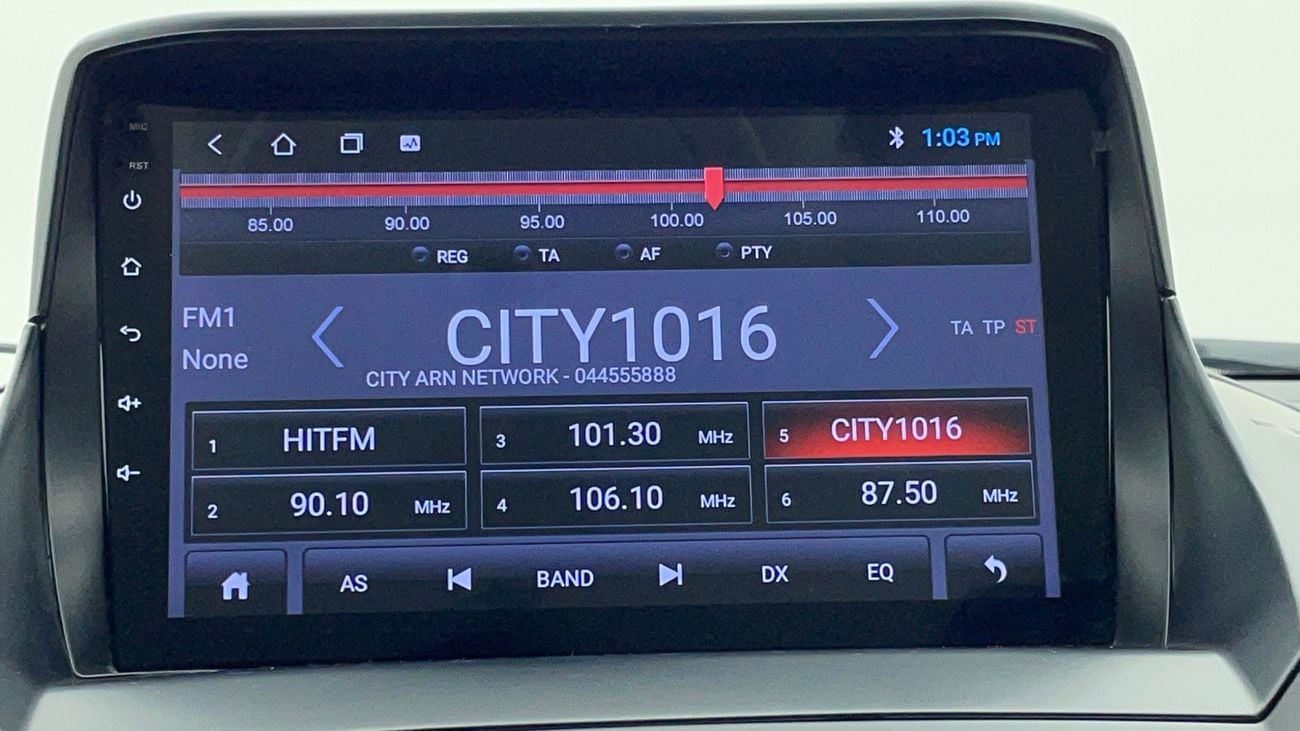 MIC
1:03 PM
RST
85.00 90.00 95.00 100.00 105.00 110.00
REG TA AF PTY
FM1
CITY1016
TA TP ST
None
CITY ARN NETWORK - 044555888
1 HITFM 3 101.30 MHz 5 CITY1016
2 90.10 MHz 4 106.10 MHz 6 87.50 MHz
AS BAND DX EQ